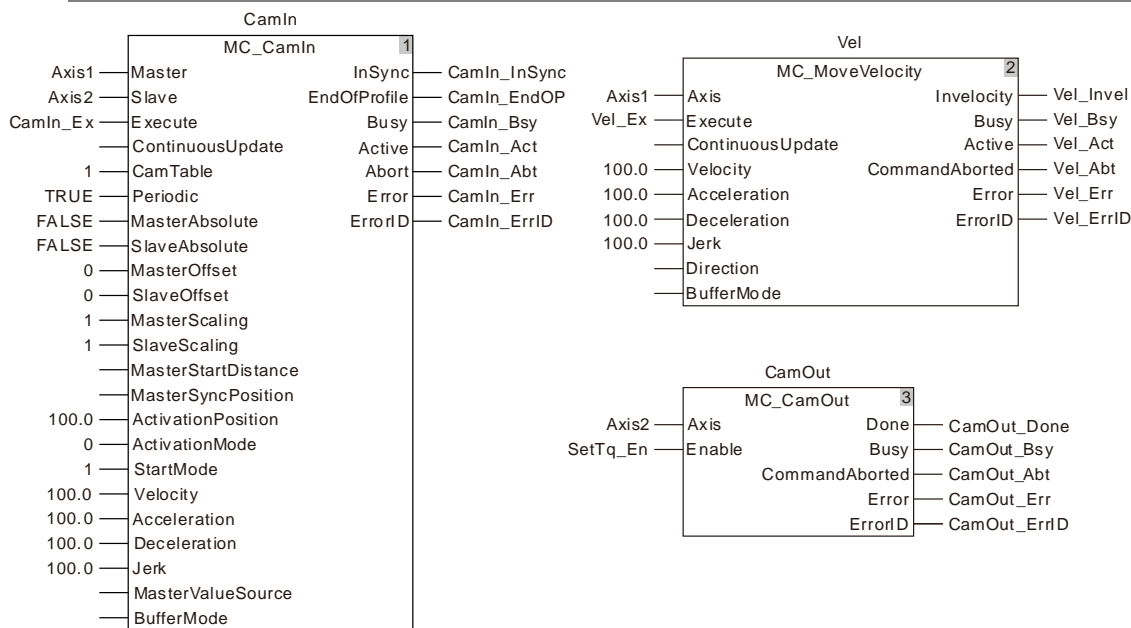 CamIn
MC_CamIn 1
Axis1 Master InSync CamIn_InSync
Axis2 Slave EndOfProfile CamIn_EndOP
CamIn_Ex Execute Busy CamIn_Bsy
ContinuousUpdate Active CamIn_Act
1 CamTable Abort CamIn_Abt
TRUE Periodic Error CamIn_Err
FALSE MasterAbsolute ErrorID CamIn_ErrID
FALSE SlaveAbsolute
0 MasterOffset
0 SlaveOffset
1 MasterScaling
1 SlaveScaling
MasterStartDistance
MasterSyncPosition
100.0 ActivationPosition
0 ActivationMode
1 StartMode
100.0 Velocity
100.0 Acceleration
100.0 Deceleration
100.0 Jerk
MasterValueSource
BufferMode
Vel
MC_MoveVelocity 2
Axis1 Axis Invelocity Vel_Invel
Vel_Ex Execute Busy Vel_Bsy
ContinuousUpdate Active Vel_Act
100.0 Velocity CommandAborted Vel_Abt
100.0 Acceleration Error Vel_Err
100.0 Deceleration ErrorID Vel_ErrID
100.0 Jerk
Direction
BufferMode
CamOut
MC_CamOut 3
Axis2 Axis Done CamOut_Done
SetTq_En Enable Busy CamOut_Bsy
CommandAborted CamOut_Abt
Error CamOut_Err
ErrorID CamOut_ErrID